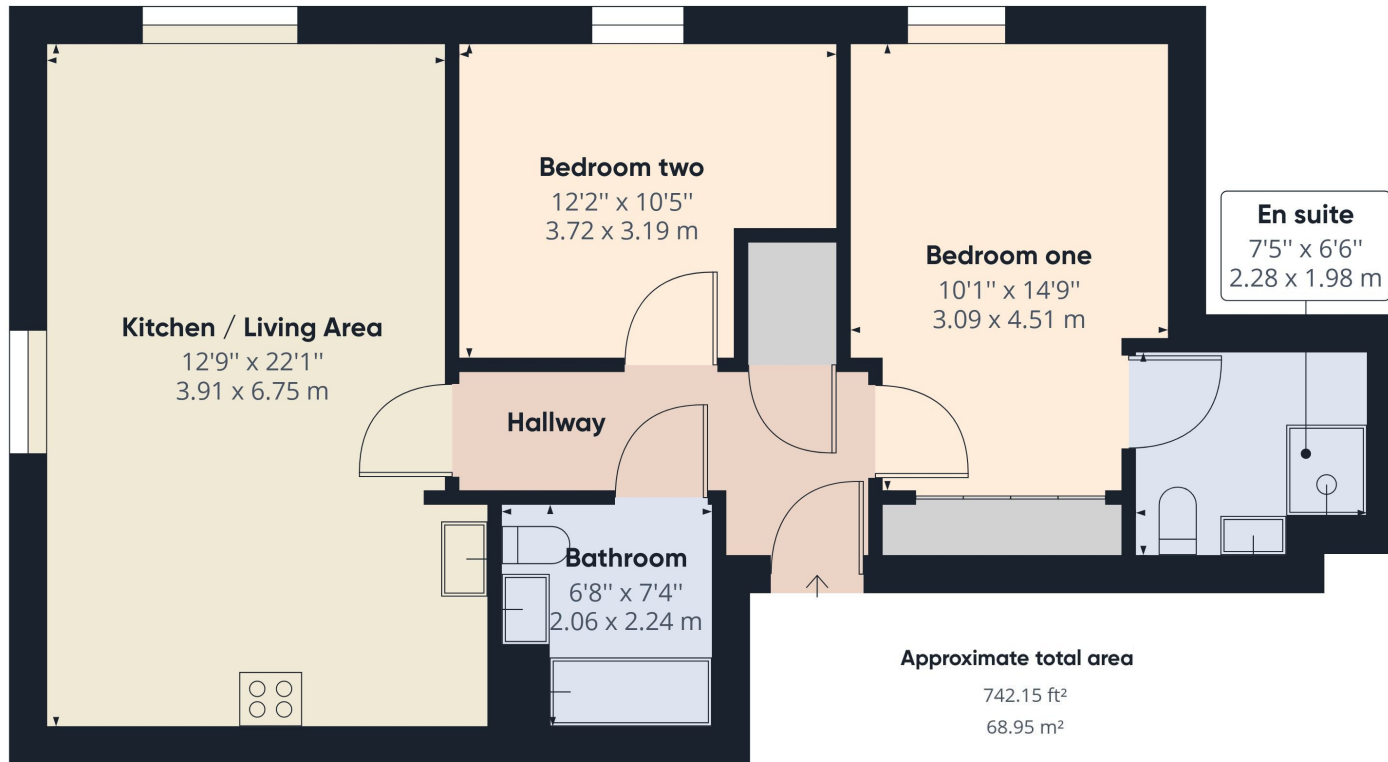 Bedroom two
12'2'' x 10'5''
3.72 x 3.19 m
En suite
7'5'' x 6'6''
2.28 x 1.98 m
Bedroom one
10'1'' x 14'9''
3.09 x 4.51 m
Kitchen / Living Area
12'9'' x 22'1''
3.91 x 6.75 m
Hallway
Bathroom
6'8'' x 7'4''
2.06 x 2.24 m
Approximate total area
742.15 ft²
68.95 m²